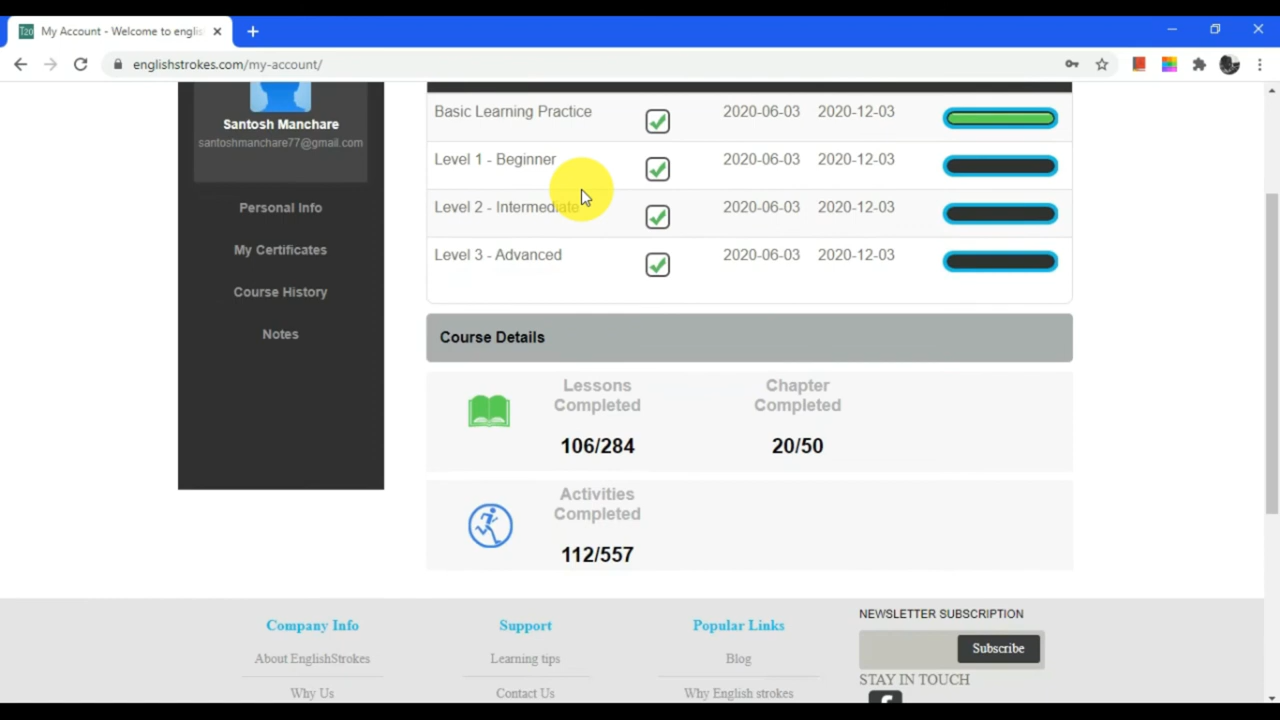 My Account - Welcome to englis
englishstrokes.com/my-account/
Santosh Manchare
santoshmanchare77@gmail.com
Personal Info
My Certificates
Course History
Notes
Basic Learning Practice 2020-06-03 2020-12-03
Level 1 - Beginner 2020-06-03 2020-12-03
Level 2 - Intermediate 2020-06-03 2020-12-03
Level 3 - Advanced 2020-06-03 2020-12-03
Course Details
Lessons
Completed
106/284
Chapter
Completed
20/50
Activities
Completed
112/557
Company Info
About EnglishStrokes
Why Us
Support
Learning tips
Contact Us
Popular Links
Blog
Why English strokes
NEWSLETTER SUBSCRIPTION
Subscribe
STAY IN TOUCH